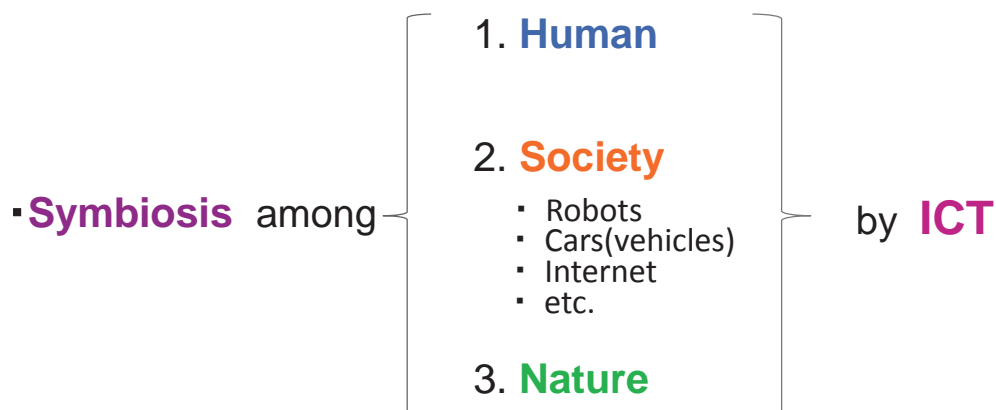 1. Human
2. Society
▪Symbiosis among
▪ Robots
▪ Cars(vehicles)
▪ Internet
▪ etc.
by ICT
3. Nature